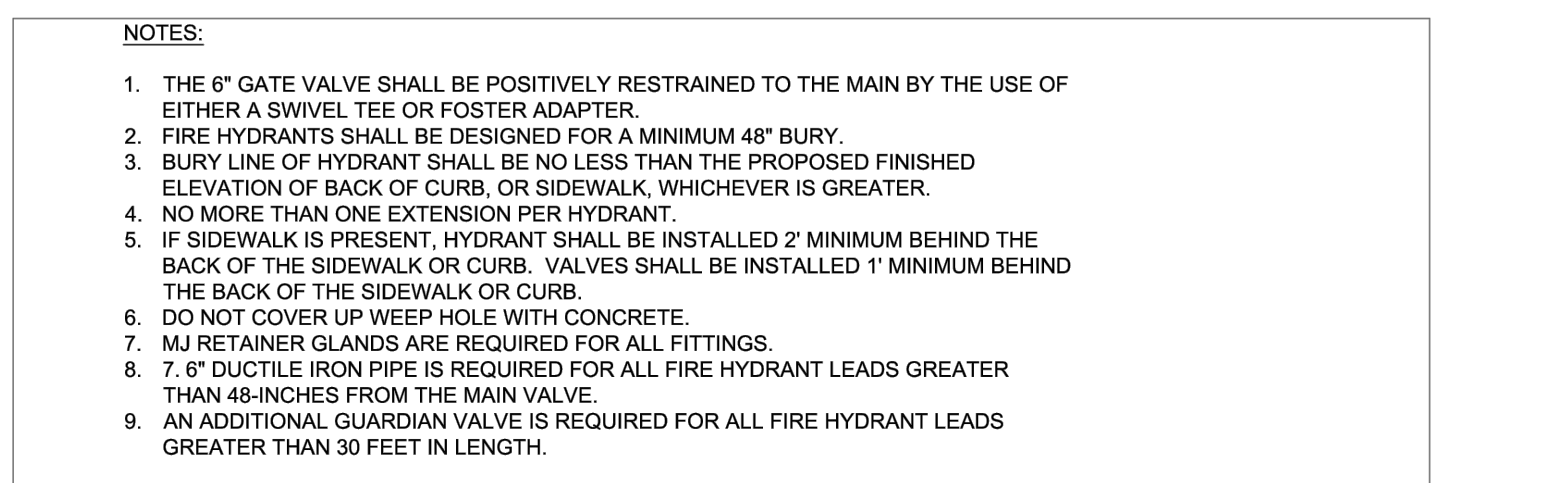 NOTES:
1. THE 6" GATE VALVE SHALL BE POSITIVELY RESTRAINED TO THE MAIN BY THE USE OF
EITHER A SWIVEL TEE OR FOSTER ADAPTER.
2. FIRE HYDRANTS SHALL BE DESIGNED FOR A MINIMUM 48" BURY.
3. BURY LINE OF HYDRANT SHALL BE NO LESS THAN THE PROPOSED FINISHED
ELEVATION OF BACK OF CURB, OR SIDEWALK, WHICHEVER IS GREATER.
4. NO MORE THAN ONE EXTENSION PER HYDRANT.
5. IF SIDEWALK IS PRESENT, HYDRANT SHALL BE INSTALLED 2' MINIMUM BEHIND THE
BACK OF THE SIDEWALK OR CURB. VALVES SHALL BE INSTALLED 1' MINIMUM BEHIND
THE BACK OF THE SIDEWALK OR CURB.
6. DO NOT COVER UP WEEP HOLE WITH CONCRETE.
7. MJ RETAINER GLANDS ARE REQUIRED FOR ALL FITTINGS.
8. 7. 6" DUCTILE IRON PIPE IS REQUIRED FOR ALL FIRE HYDRANT LEADS GREATER
THAN 48-INCHES FROM THE MAIN VALVE.
9. AN ADDITIONAL GUARDIAN VALVE IS REQUIRED FOR ALL FIRE HYDRANT LEADS
GREATER THAN 30 FEET IN LENGTH.